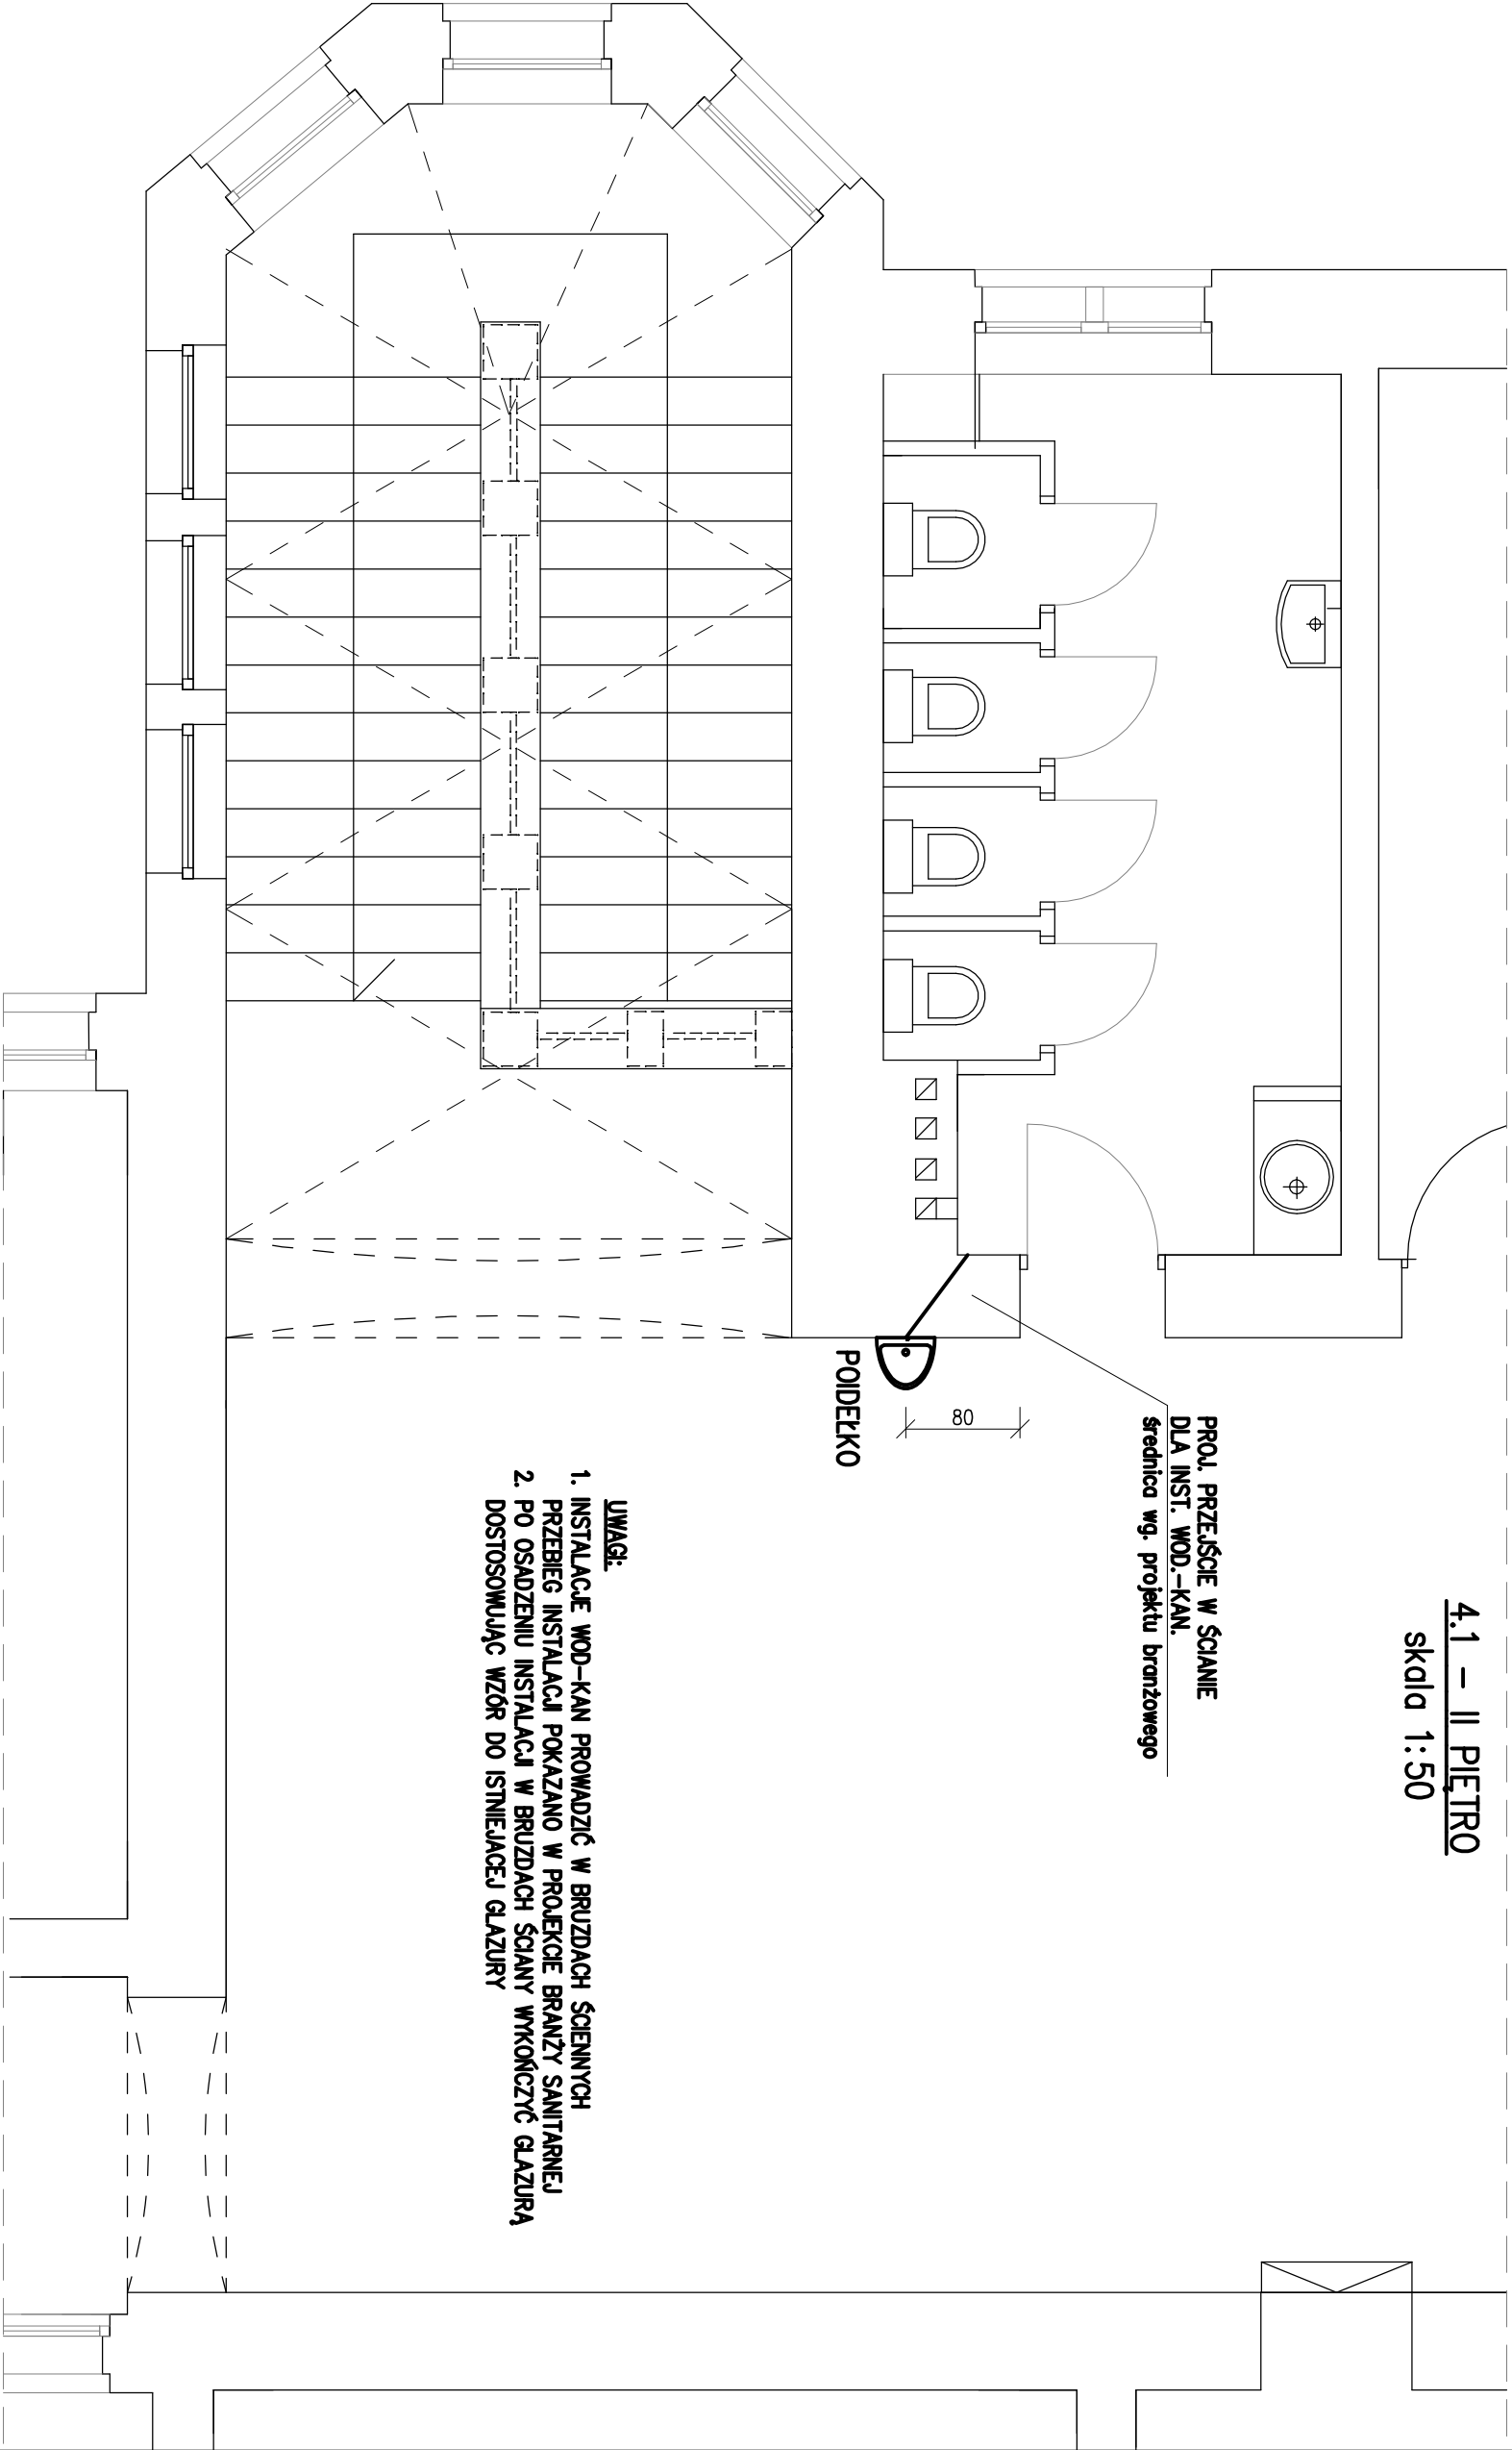 4.1 - II PIĘTRO
skala 1:50
PROJ. PRZEJŚCIE W ŚCIANIE
DLA INST. WOD.-KAN.
średnica wg. projektu branżowego
80
POIDEŁKO
UWAGI:
1. INSTALACJE WOD-KAN PROWADZIĆ W BRUZDACH ŚCIENNYCH
PRZEBIEG INSTALACJI POKAZANO W PROJEKCIE BRANŻY SANITARNEJ
2. PO OSADZENIU INSTALACJI W BRUZDACH ŚCIANY WYKOŃCZYĆ GLAZURĄ
DOSTOSOWUJĄC WZÓR DO ISTNIEJACEJ GLAZURY